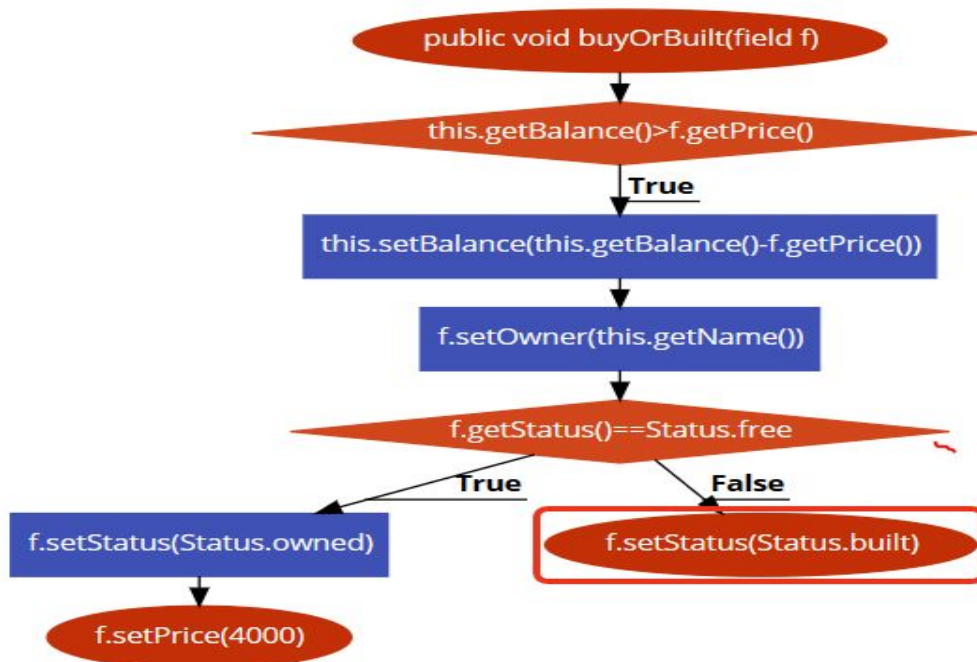 public void buyOrBuilt(field f)
this.getBalance()>f.getPrice()
True
this.setBalance(this.getBalance()-f.getPrice())
f.setOwner(this.getName())
f.getStatus()==Status.free
True
False
f.setStatus(Status.owned)
f.setStatus(Status.built)
f.setPrice(4000)